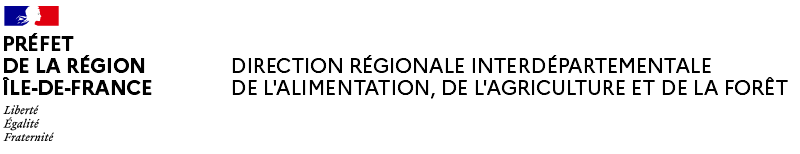 PRÉFET
DE LA RÉGION
ÎLE-DE-FRANCE
Liberté
Égalité
Fraternité
DIRECTION RÉGIONALE INTERDÉPARTEMENTALE
DE L'ALIMENTATION, DE L'AGRICULTURE ET DE LA FORÊT